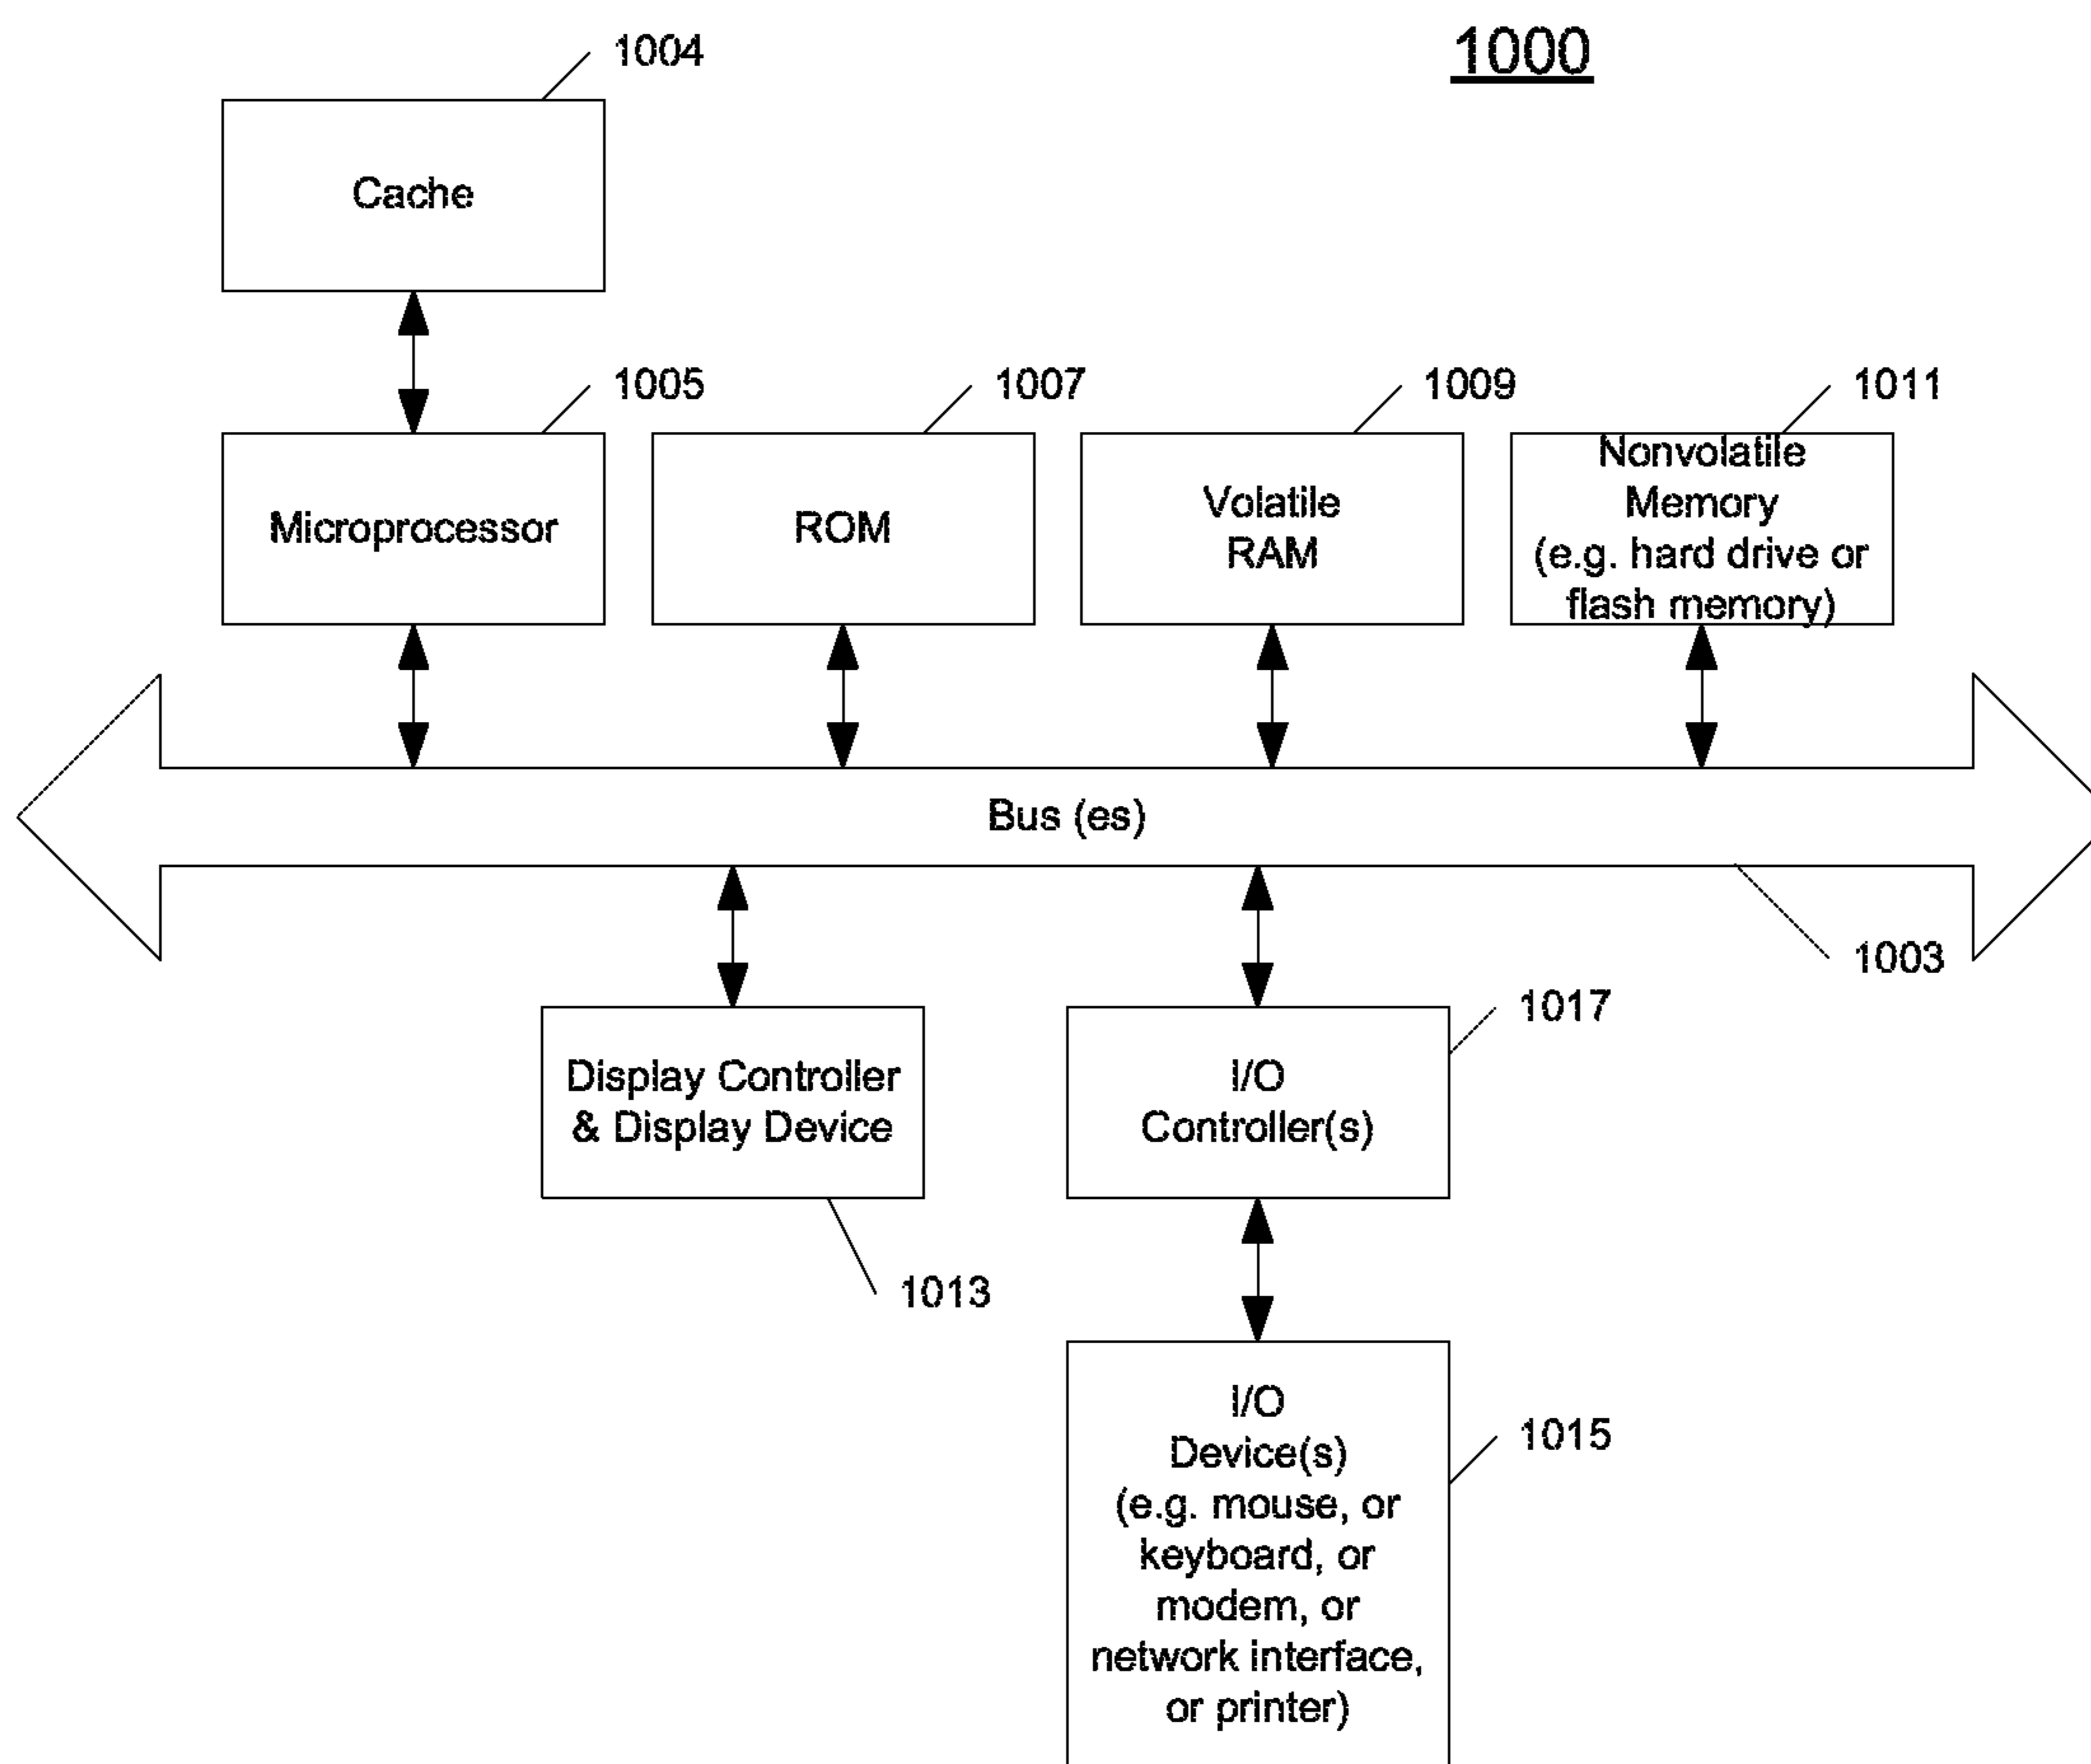 1000
1004
Cache
1005
1007
1009
1011
Microprocessor
ROM
Volatile
RAM
Nonvolatile
Memory
(e.g. hard drive or
flash memory)
Bus (es)
1003
1017
Display Controller
& Display Device
I/O
Controller(s)
1013
I/O
Device(s)
(e.g. mouse, or
keyboard, or
modem, or
network interface,
or printer)
1015